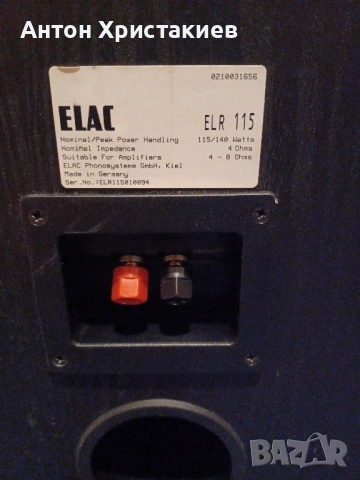 Антон Христакиев
0210031656
ELAC ELR 115
Nominal/Peak Power Handling 115/140 Watts
Nominal Impedance 4 Ohms
Suitable For Amplifiers 4 - 8 Ohms
ELAC Phonosysteme GmbH, Kiel
Made in Germany
Ser.No.:ELR115010094
BAZAR